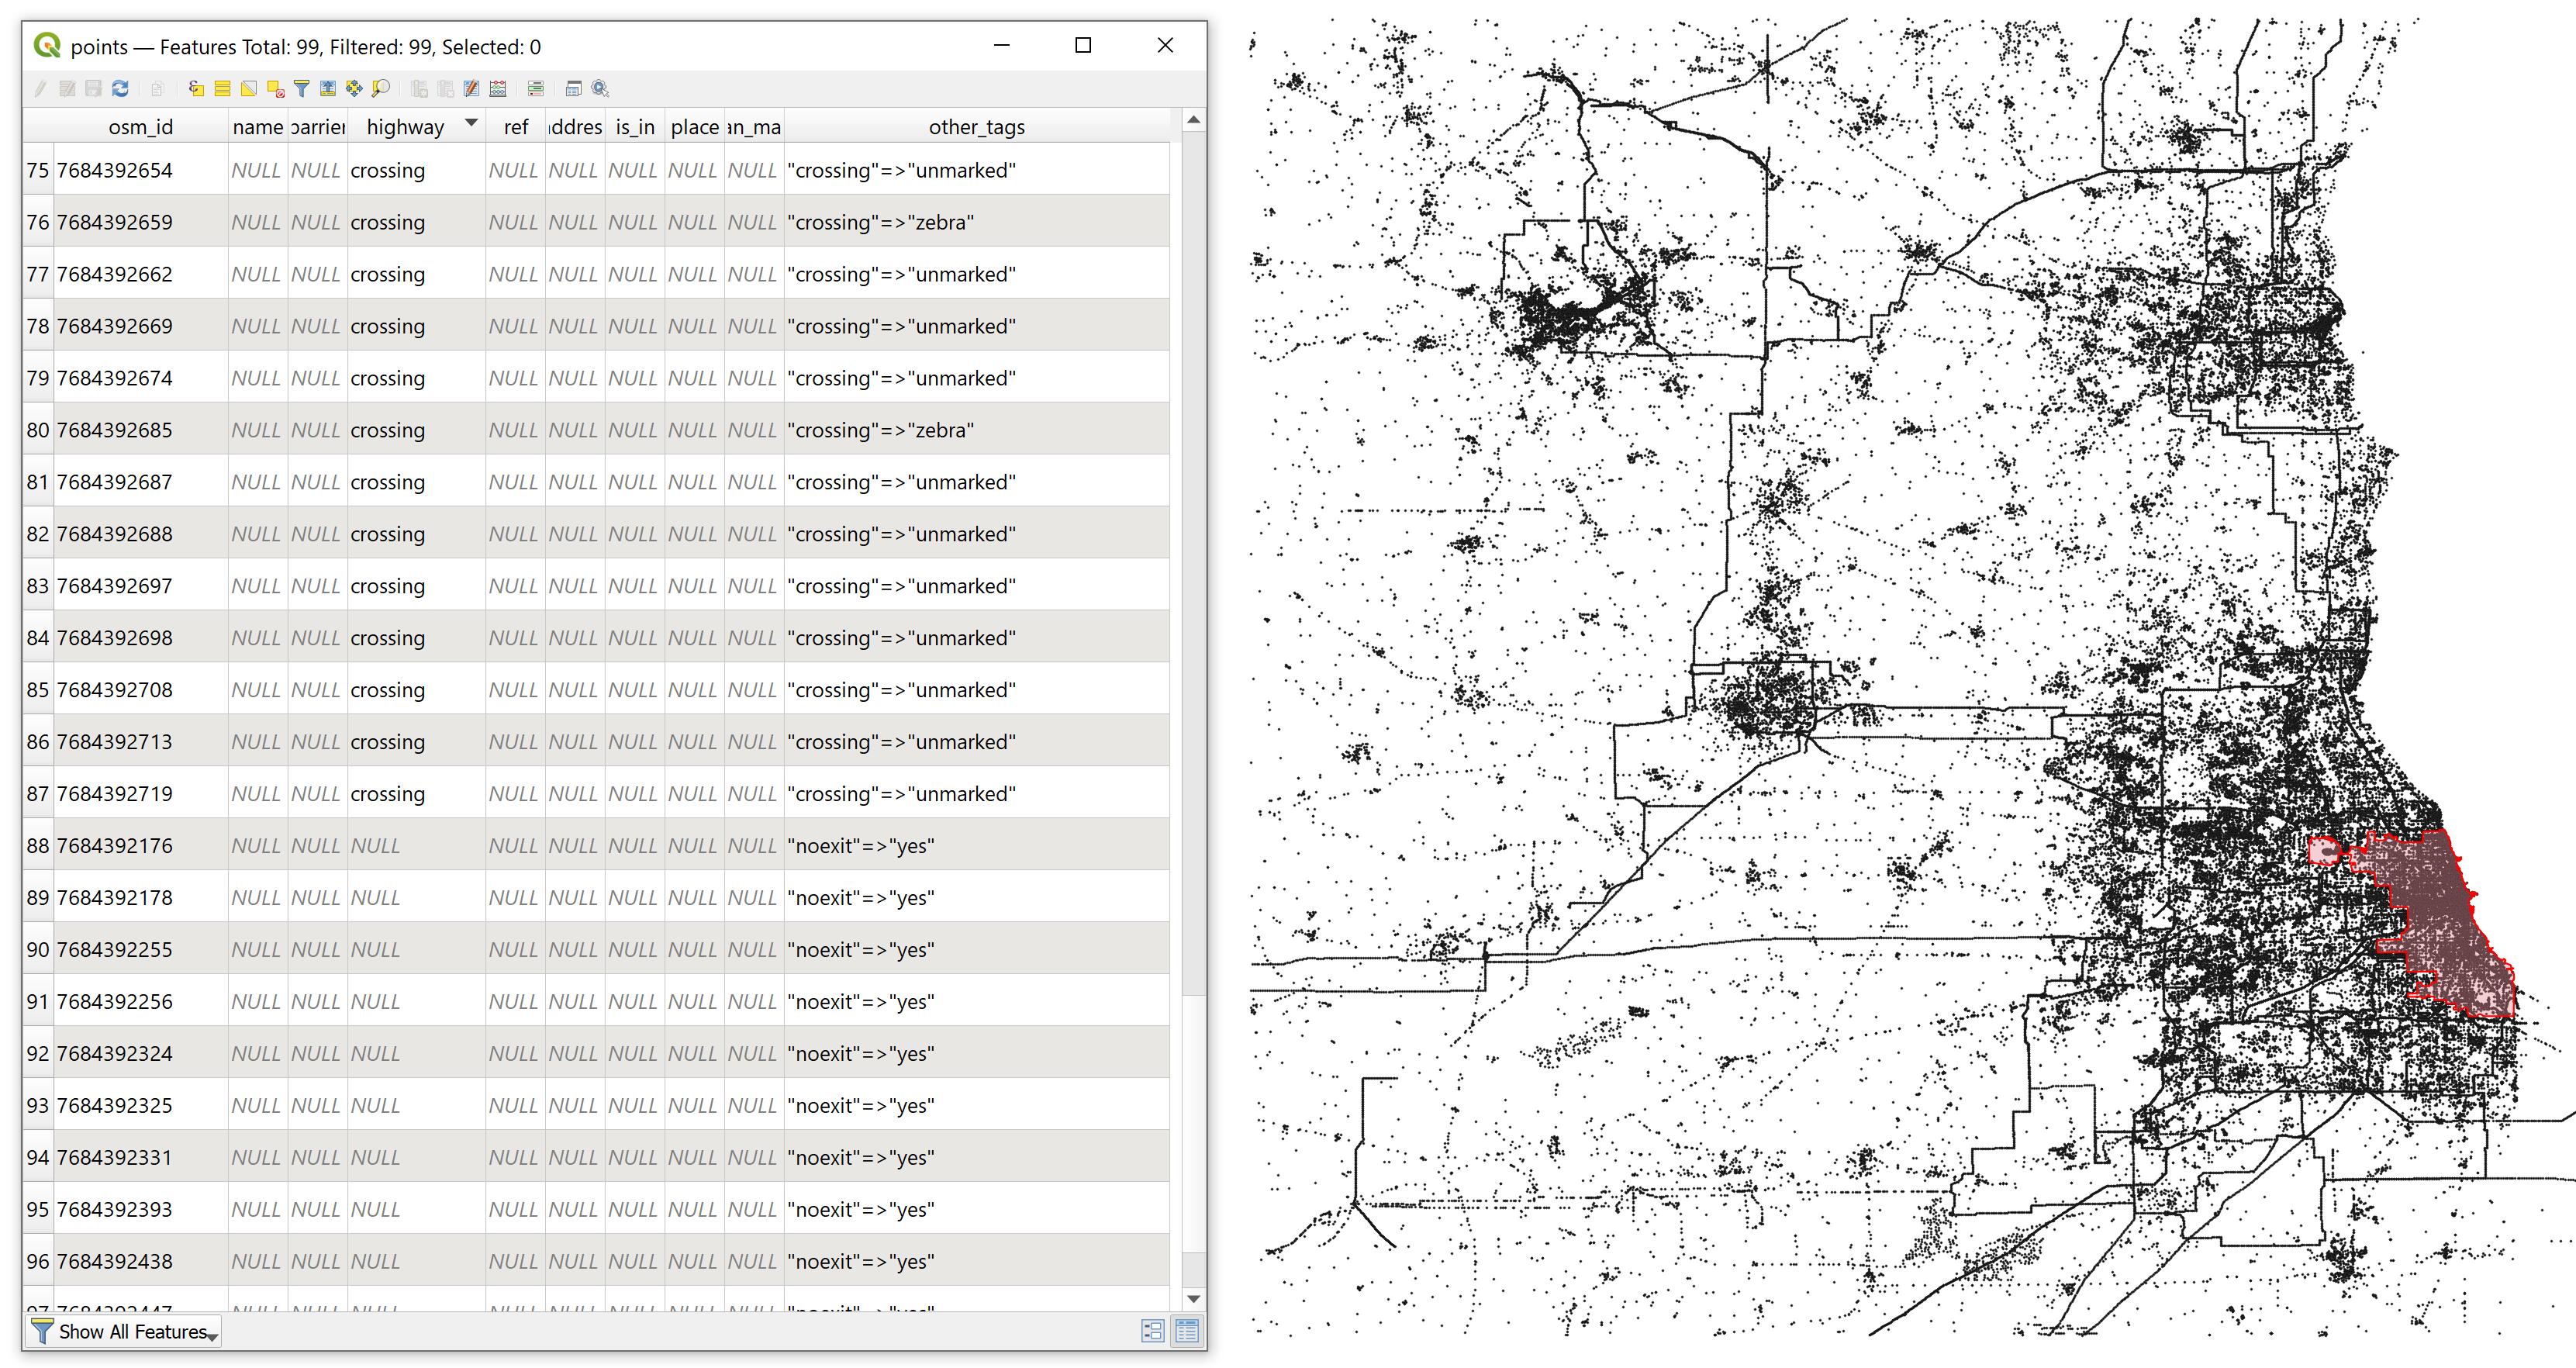 points — Features Total: 99, Filtered: 99, Selected: 0
osm_id name barrier highway ref addres is_in place an_ma other_tags
75 7684392654 NULL NULL crossing NULL NULL NULL NULL NULL "crossing"=>"unmarked"
76 7684392659 NULL NULL crossing NULL NULL NULL NULL NULL "crossing"=>"zebra"
77 7684392662 NULL NULL crossing NULL NULL NULL NULL NULL "crossing"=>"unmarked"
78 7684392669 NULL NULL crossing NULL NULL NULL NULL NULL "crossing"=>"unmarked"
79 7684392674 NULL NULL crossing NULL NULL NULL NULL NULL "crossing"=>"unmarked"
80 7684392685 NULL NULL crossing NULL NULL NULL NULL NULL "crossing"=>"zebra"
81 7684392687 NULL NULL crossing NULL NULL NULL NULL NULL "crossing"=>"unmarked"
82 7684392688 NULL NULL crossing NULL NULL NULL NULL NULL "crossing"=>"unmarked"
83 7684392697 NULL NULL crossing NULL NULL NULL NULL NULL "crossing"=>"unmarked"
84 7684392698 NULL NULL crossing NULL NULL NULL NULL NULL "crossing"=>"unmarked"
85 7684392708 NULL NULL crossing NULL NULL NULL NULL NULL "crossing"=>"unmarked"
86 7684392713 NULL NULL crossing NULL NULL NULL NULL NULL "crossing"=>"unmarked"
87 7684392719 NULL NULL crossing NULL NULL NULL NULL NULL "crossing"=>"unmarked"
88 7684392176 NULL NULL NULL NULL NULL NULL NULL NULL "noexit"=>"yes"
89 7684392178 NULL NULL NULL NULL NULL NULL NULL NULL "noexit"=>"yes"
90 7684392255 NULL NULL NULL NULL NULL NULL NULL NULL "noexit"=>"yes"
91 7684392256 NULL NULL NULL NULL NULL NULL NULL NULL "noexit"=>"yes"
92 7684392324 NULL NULL NULL NULL NULL NULL NULL NULL "noexit"=>"yes"
93 7684392325 NULL NULL NULL NULL NULL NULL NULL NULL "noexit"=>"yes"
94 7684392331 NULL NULL NULL NULL NULL NULL NULL NULL "noexit"=>"yes"
95 7684392393 NULL NULL NULL NULL NULL NULL NULL NULL "noexit"=>"yes"
96 7684392438 NULL NULL NULL NULL NULL NULL NULL NULL "noexit"=>"yes"
Show All Features